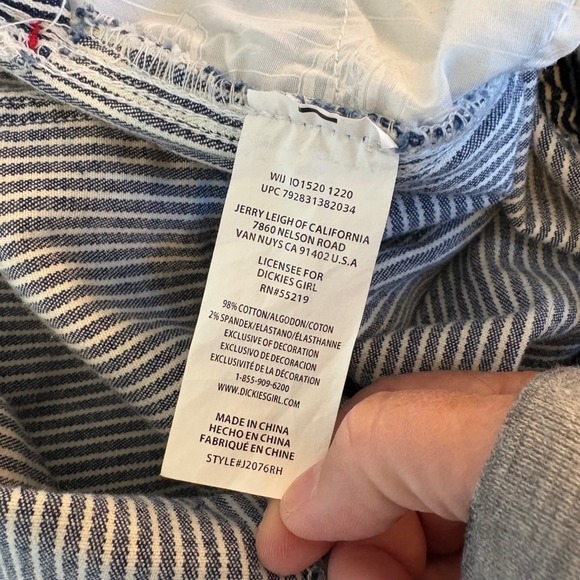 WIJ IO1520 1220
UPC 792831382034
JERRY LEIGH OF CALIFORNIA
7860 NELSON ROAD
VAN NUYS CA 91402 U.S.A
LICENSEE FOR
DICKIES GIRL
RN#55219
98% COTTON/ALGODON/COTON
2% SPANDEX/ELASTANO/ÉLASTHANNE
EXCLUSIVE OF DECORATION
EXCLUSIVO DE DECORACION
EXCLUSIVITÉ DE LA DÉCORATION
1-855-909-6200
WWW.DICKIESGIRL.COM
MADE IN CHINA
HECHO EN CHINA
FABRIQUÉ EN CHINE
STYLE#J2076RH